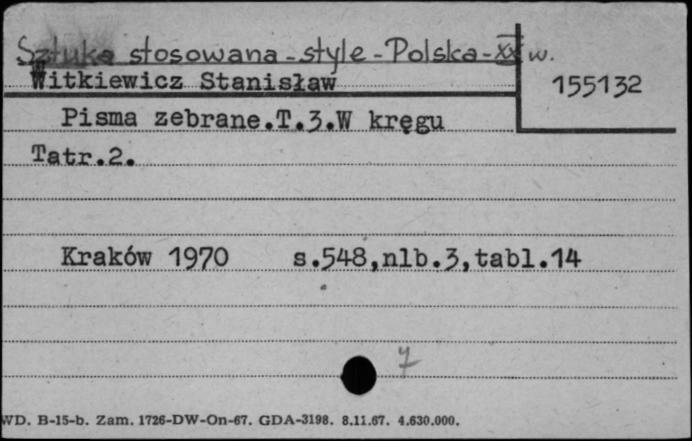 Sztuka stosowana - style - Polska - XX w.
Witkiewicz Stanisław
155132
Pisma zebrane.T.3.W kręgu
Tatr.2.
Kraków 1970 s.548,nlb.3,tabl.14
7
WD. B-15-b. Zam. 1726-DW-On-67. GDA-3198. 8.11.67. 4.630.000.